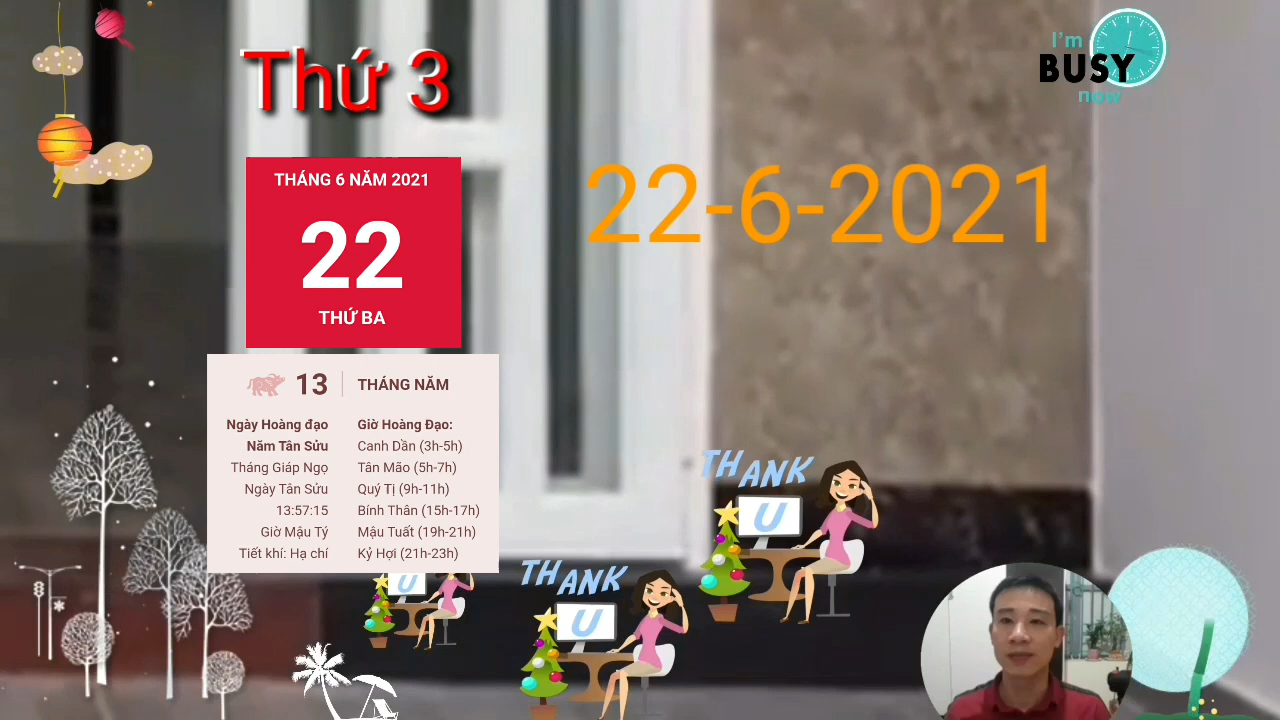 Thứ 3
I'm
BUSY
now
THÁNG 6 NĂM 2021
22
THỨ BA
22-6-2021
13 THÁNG NĂM
Ngày Hoàng đạo
Năm Tân Sửu
Tháng Giáp Ngọ
Ngày Tân Sửu
13:57:15
Giờ Mậu Tý
Tiết khí: Hạ chí
Giờ Hoàng Đạo:
Canh Dần (3h-5h)
Tân Mão (5h-7h)
Quý Tị (9h-11h)
Bính Thân (15h-17h)
Mậu Tuất (19h-21h)
Kỷ Hợi (21h-23h)
THANK
U
THANK
U
U